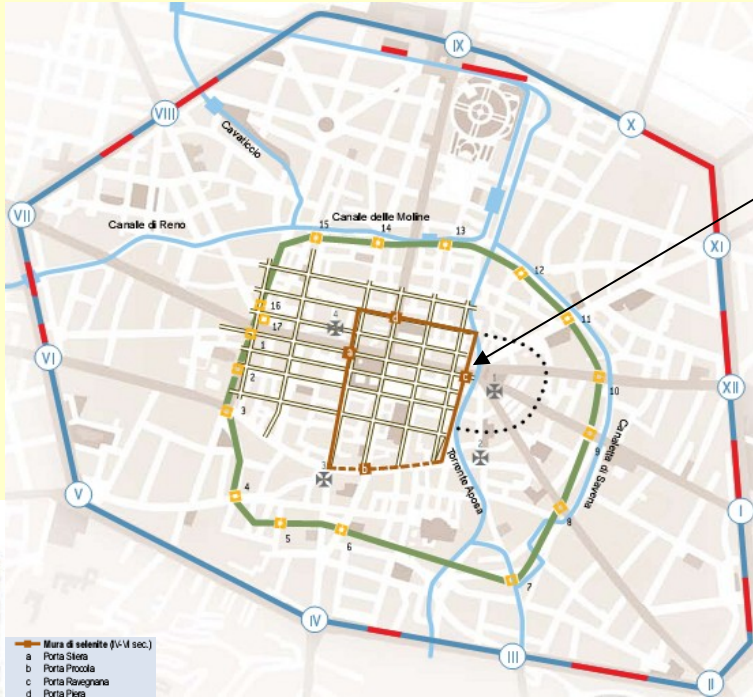 IX
X
VIII
Cavaticcio
VII
Canale di Reno
Canale delle Moline
15
14
13
XI
12
16
17
4
d
11
1
VI
2
c
1
10
XII
3
2
9
Canaletta di Savena
V
4
3
b
Torrente Aposa
I
8
5
6
7
IV
III
II
Mura di selenite (IV-VI sec.)
a Porta Stiera
b Porta Procola
c Porta Ravegnana
d Porta Piera